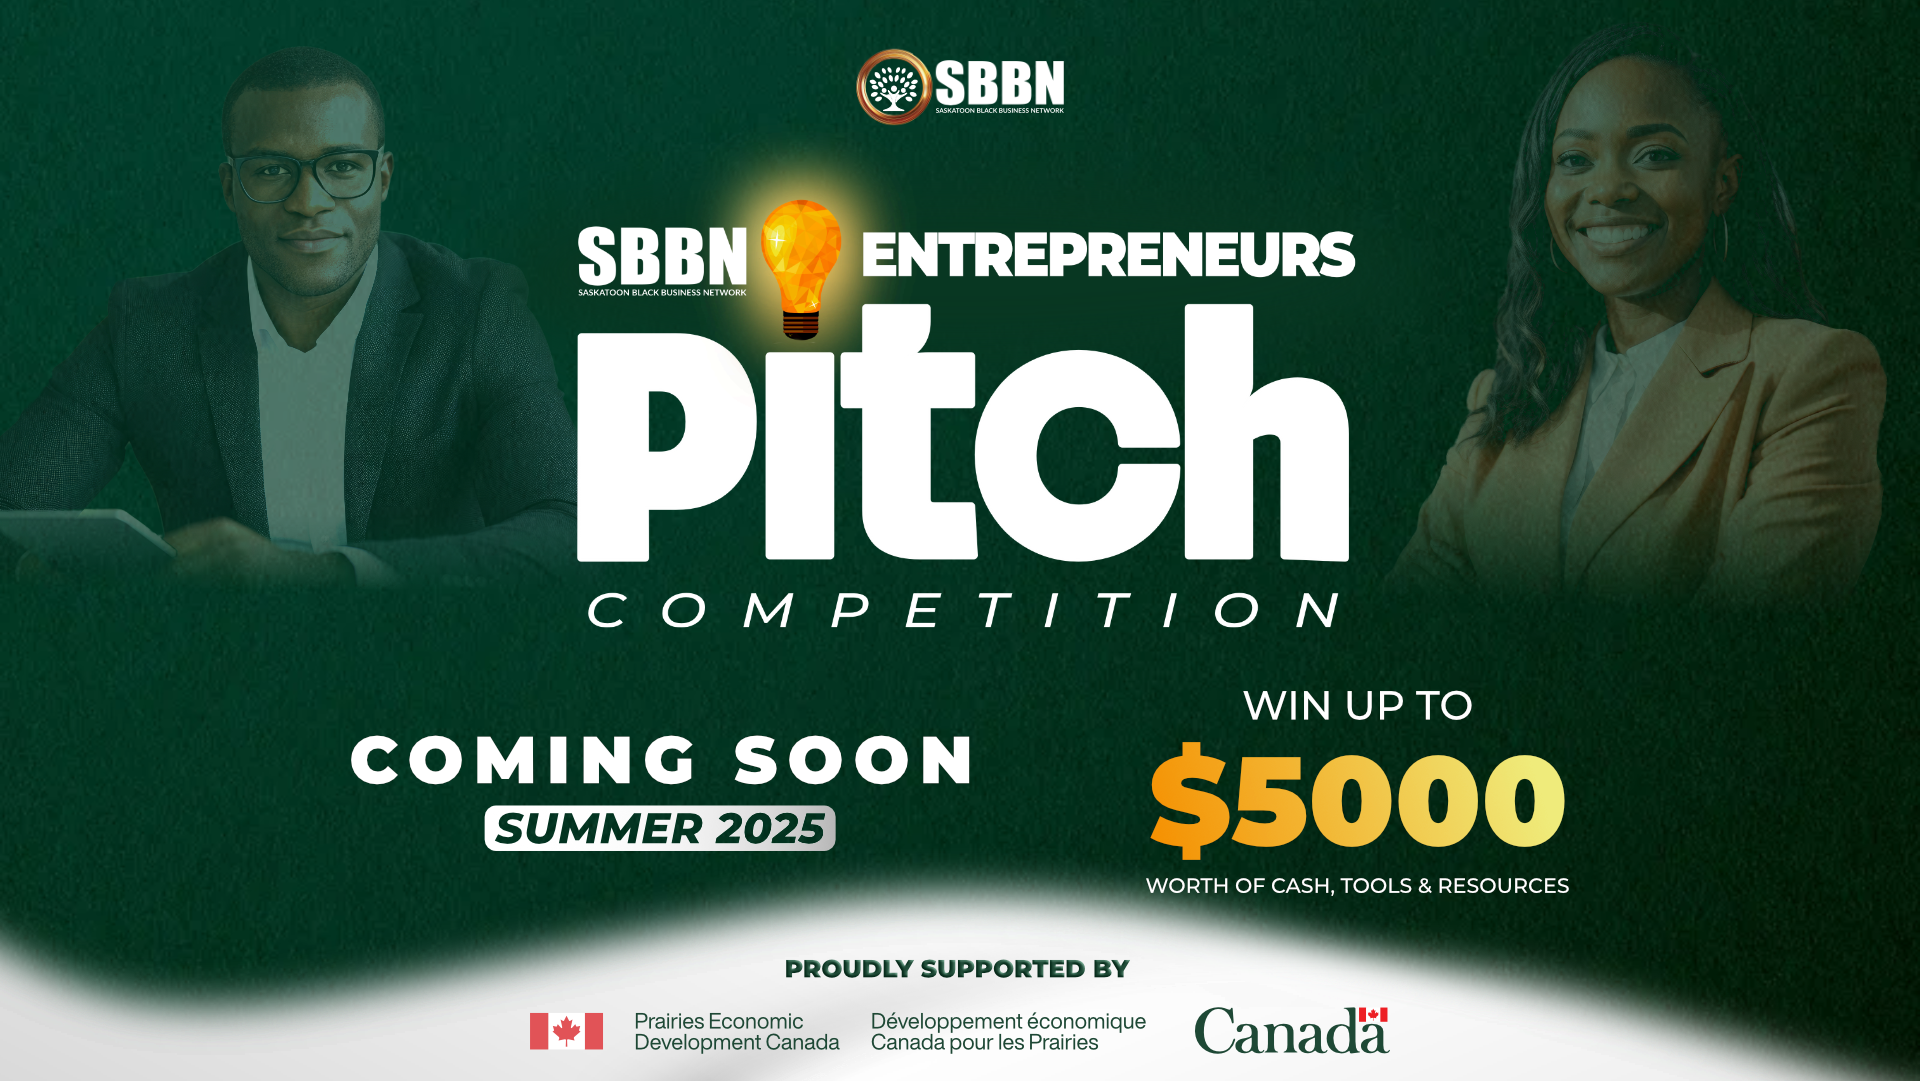 SBBN
SASKATOON BLACK BUSINESS NETWORK
SBBN
SASKATOON BLACK BUSINESS NETWORK
ENTREPRENEURS
Pitch
COMPETITION
COMING SOON
SUMMER 2025
WIN UP TO
$5000
WORTH OF CASH, TOOLS & RESOURCES
PROUDLY SUPPORTED BY
Prairies Economic
Development Canada
Développement économique
Canada pour les Prairies
Canada